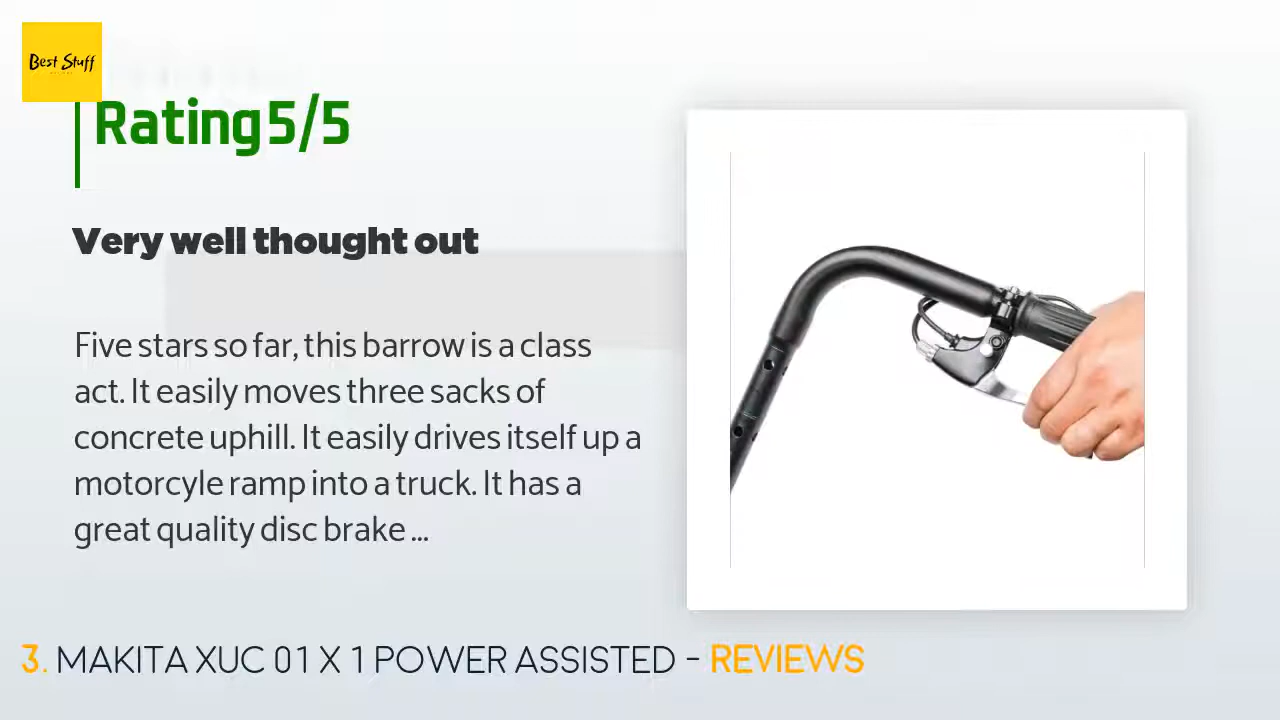 Best Stuff
Rating 5/5
Very well thought out
Five stars so far, this barrow is a class
act. It easily moves three sacks of
concrete uphill. It easily drives itself up a
motorcyle ramp into a truck. It has a
great quality disc brake ...
3. MAKITA XUC 01 X 1 POWER ASSISTED - REVIEWS